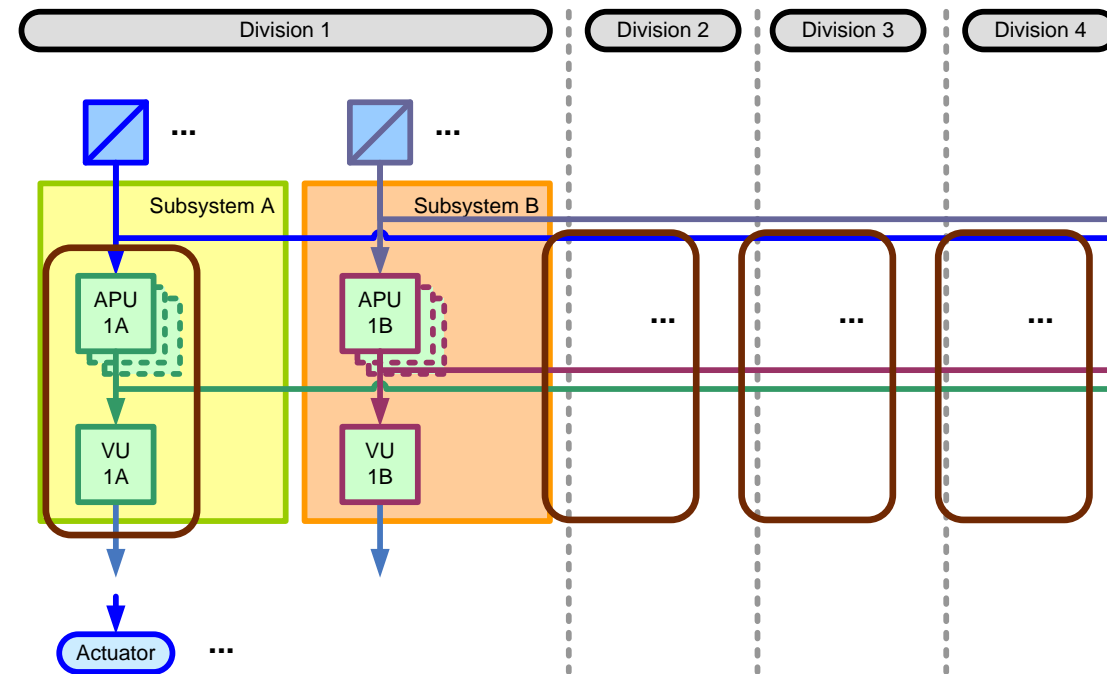 Division 1
Division 2
Division 3
Division 4
...
...
Subsystem A
Subsystem B
APU
1A
APU
1B
...
...
...
VU
1A
VU
1B
Actuator
...